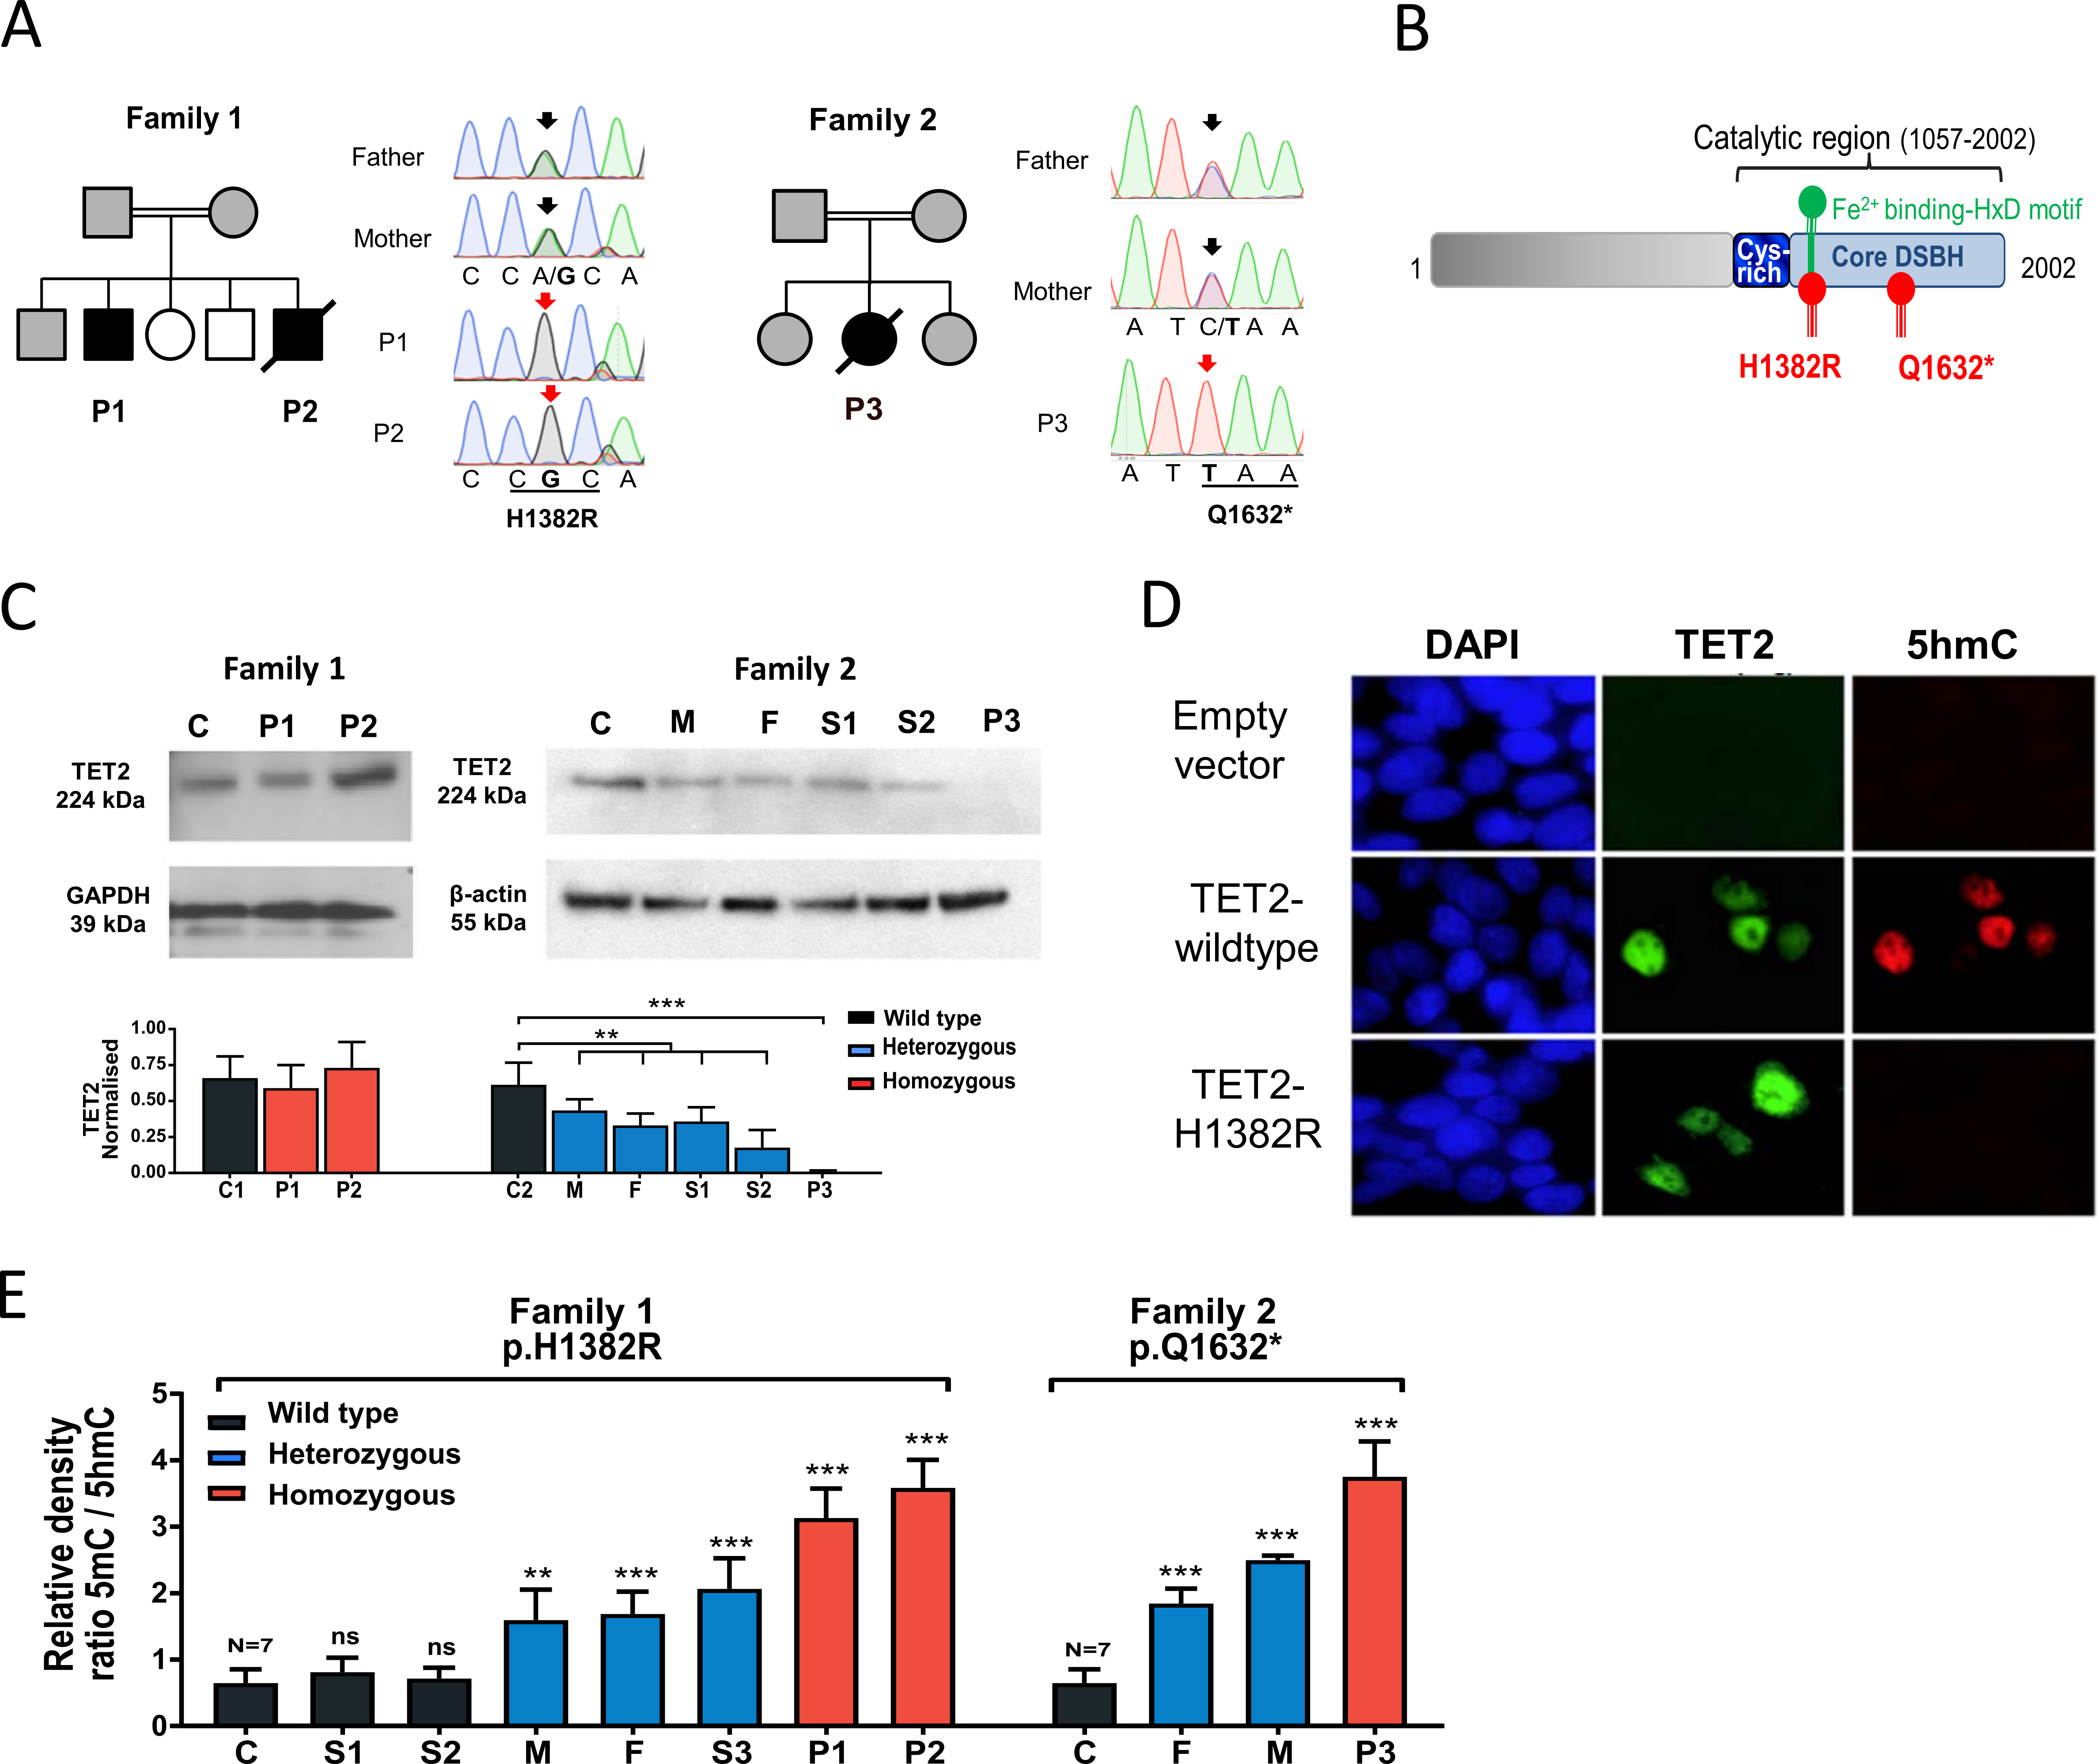 A
Family 1
P1
P2
Father
Mother
C C A/G C A
P1
P2
C C G C A
H1382R
Family 2
P3
Father
Mother
A T C/T A A
P3
A T T A A
Q1632*
B
Catalytic region (1057-2002)
Fe2+ binding-HxD motif
1
Cys-
rich
Core DSBH
2002
H1382R
Q1632*
C
Family 1
C P1 P2
TET2
224 kDa
GAPDH
39 kDa
Family 2
C M F S1 S2 P3
TET2
224 kDa
β-actin
55 kDa
TET2
Normalised
1.00
0.75
0.50
0.25
0.00
C1 P1 P2
***
**
C2 M F S1 S2 P3
Wild type
Heterozygous
Homozygous
D
DAPI TET2 5hmC
Empty
vector
TET2-
wildtype
TET2-
H1382R
E
Family 1
p.H1382R
Family 2
p.Q1632*
Relative density
ratio 5mC / 5hmC
5
4
3
2
1
0
Wild type
Heterozygous
Homozygous
N=7 ns ns ** *** *** *** ***
N=7 *** *** ***
C S1 S2 M F S3 P1 P2
C F M P3